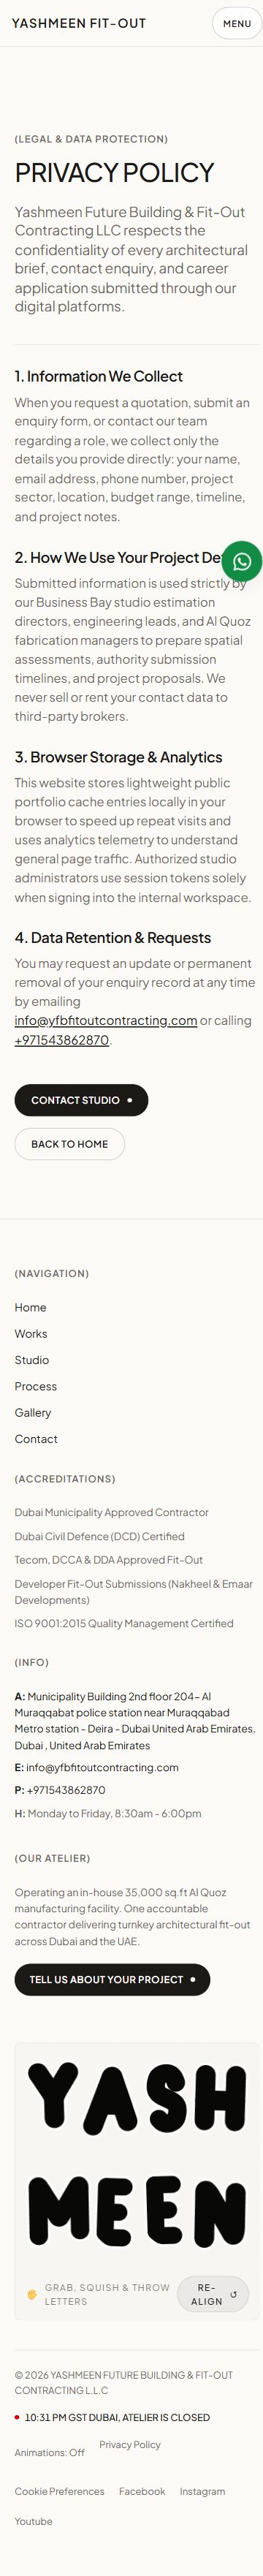 YASHMEEN FIT-OUT
MENU
(LEGAL & DATA PROTECTION)
PRIVACY POLICY
Yashmeen Future Building & Fit-Out
Contracting LLC respects the
confidentiality of every architectural
brief, contact enquiry, and career
application submitted through our
digital platforms.
1. Information We Collect
When you request a quotation, submit an
enquiry form, or contact our team
regarding a role, we collect only the
details you provide directly: your name,
email address, phone number, project
sector, location, budget range, timeline,
and project notes.
2. How We Use Your Project De
Submitted information is used strictly by
our Business Bay studio estimation
directors, engineering leads, and Al Quoz
fabrication managers to prepare spatial
assessments, authority submission
timelines, and project proposals. We
never sell or rent your contact data to
third-party brokers.
3. Browser Storage & Analytics
This website stores lightweight public
portfolio cache entries locally in your
browser to speed up repeat visits and
uses analytics telemetry to understand
general page traffic. Authorized studio
administrators use session tokens solely
when signing into the internal workspace.
4. Data Retention & Requests
You may request an update or permanent
removal of your enquiry record at any time
by emailing
info@yfbfitoutcontracting.com or calling
+971543862870.
CONTACT STUDIO
BACK TO HOME
(NAVIGATION)
Home
Works
Studio
Process
Gallery
Contact
(ACCREDITATIONS)
Dubai Municipality Approved Contractor
Dubai Civil Defence (DCD) Certified
Tecom, DCCA & DDA Approved Fit-Out
Developer Fit-Out Submissions (Nakheel & Emaar
Developments)
ISO 9001:2015 Quality Management Certified
(INFO)
A: Municipality Building 2nd floor 204- Al
Muraqqabat police station near Muraqqabad
Metro station - Deira - Dubai United Arab Emirates,
Dubai , United Arab Emirates
E: info@yfbfitoutcontracting.com
P: +971543862870
H: Monday to Friday, 8:30am - 6:00pm
(OUR ATELIER)
Operating an in-house 35,000 sq.ft Al Quoz
manufacturing facility. One accountable
contractor delivering turnkey architectural fit-out
across Dubai and the UAE.
TELL US ABOUT YOUR PROJECT
YASH
MEEN
GRAB, SQUISH & THROW
LETTERS
RE-
ALIGN ↺
© 2026 YASHMEEN FUTURE BUILDING & FIT-OUT
CONTRACTING L.L.C
10:31 PM GST DUBAI, ATELIER IS CLOSED
Animations: Off
Privacy Policy
Cookie Preferences
Facebook
Instagram
Youtube